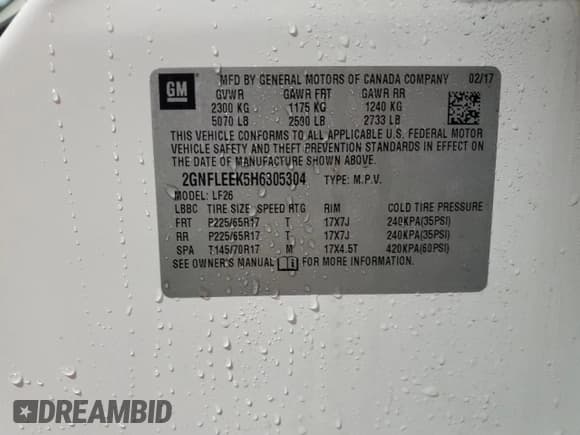 GM
MFD BY GENERAL MOTORS OF CANADA COMPANY 02/17
GVWR GAWR FRT GAWR RR
2300 KG 1175 KG 1240 KG
5070 LB 2590 LB 2733 LB
THIS VEHICLE CONFORMS TO ALL APPLICABLE U.S. FEDERAL MOTOR
VEHICLE SAFETY AND THEFT PREVENTION STANDARDS IN EFFECT ON
THE DATE OF MANUFACTURE SHOWN ABOVE.
2GNFLEEK5H6305304 TYPE: M.P.V.
MODEL: LF26
LBBC TIRE SIZE SPEED RTG RIM COLD TIRE PRESSURE
FRT P225/65R17 T 17X7J 240KPA(35PSI)
RR P225/65R17 T 17X7J 240KPA(35PSI)
SPA T145/70R17 M 17X4.5T 420KPA(60PSI)
SEE OWNER'S MANUAL FOR MORE INFORMATION.
DREAMBID